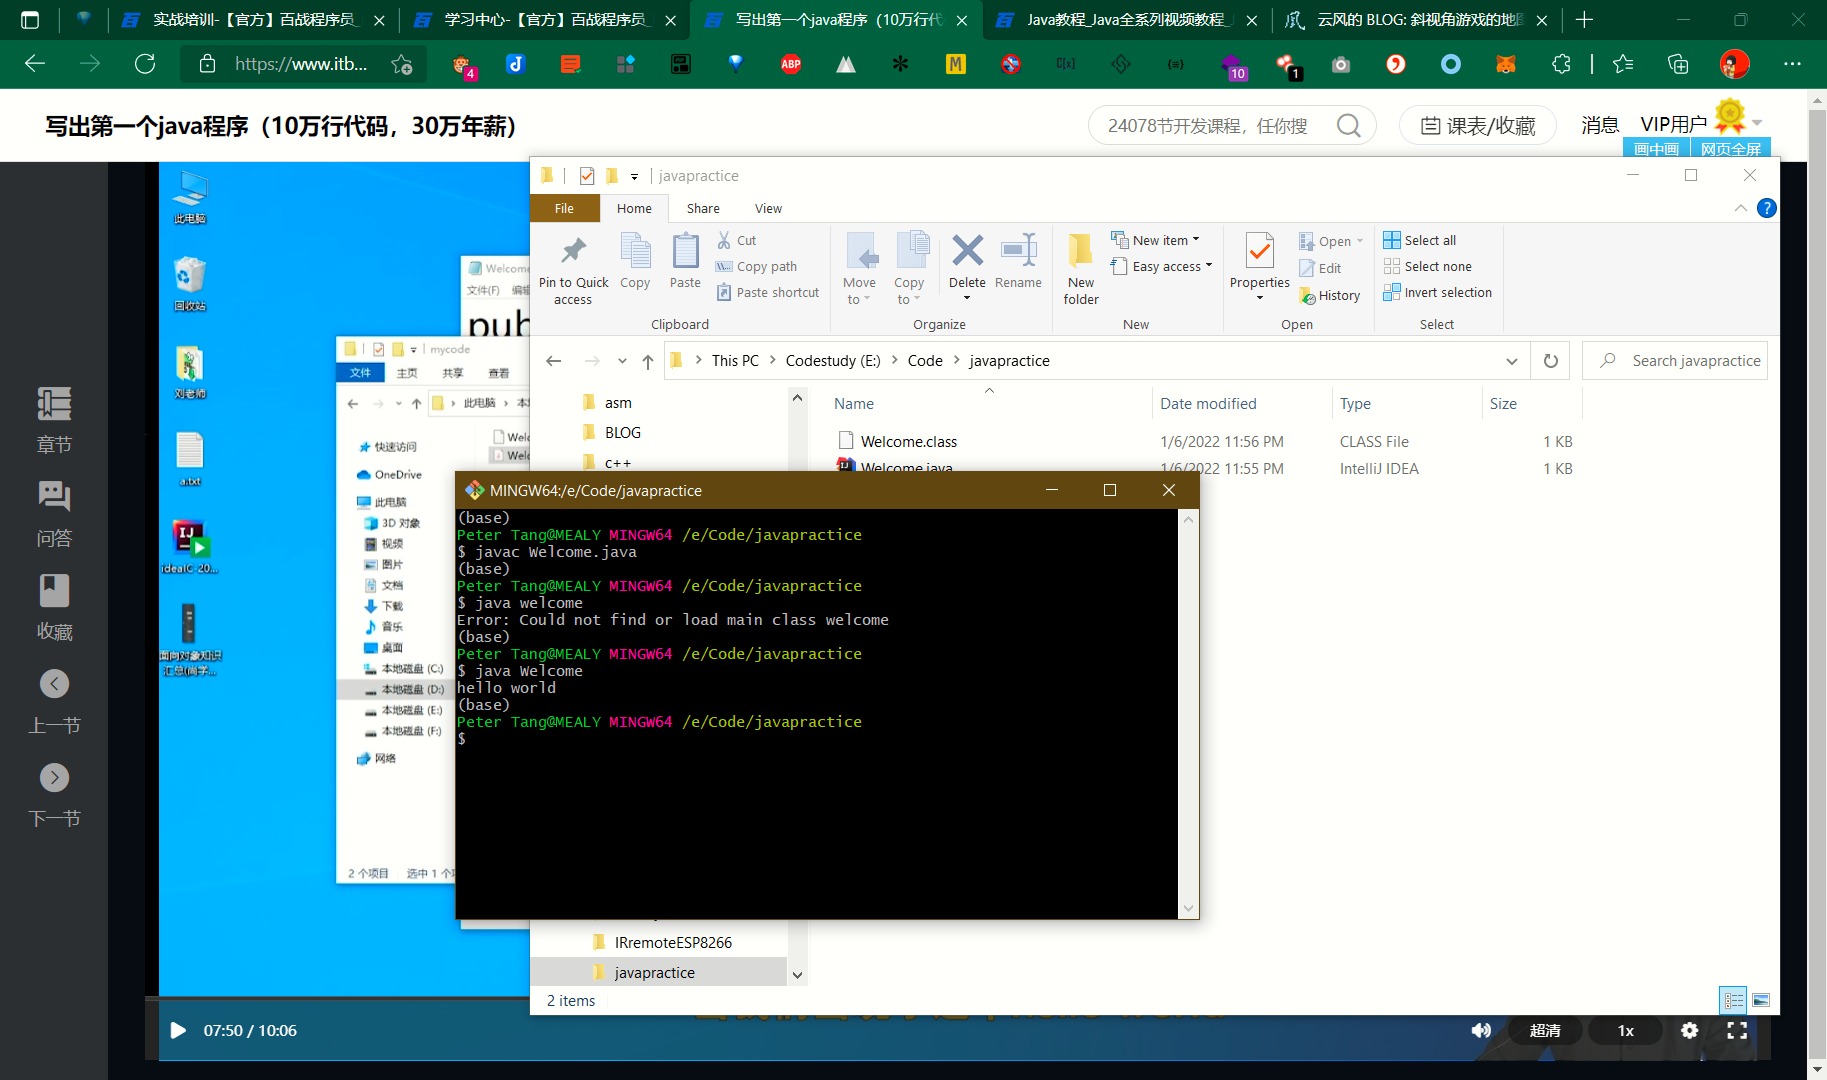 实战培训-【官方】百战程序员_
学习中心-【官方】百战程序员_
写出第一个java程序（10万行代
Java教程_Java全系列视频教程_
云风的 BLOG: 斜视角游戏的地
https://www.itb...
4
ABP
M
10
1
写出第一个java程序（10万行代码，30万年薪）
24078节开发课程，任你搜
课表/收藏
消息
VIP用户
画中画
网页全屏
章节
问答
收藏
上一节
下一节
此电脑
回收站
刘老师
a.txt
ideaIC-20...
面向对象知识
汇总(尚学...
Welcome
文件(F)
pub
mycode
文件
主页
共享
查看
此电脑
快速访问
OneDrive
此电脑
3D 对象
视频
图片
文档
下载
音乐
桌面
本地磁盘 (C:)
本地磁盘 (D:)
本地磁盘 (E:)
本地磁盘 (F:)
网络
2 个项目
选中 1 个项
javapractice
File
Home
Share
View
Pin to Quick
access
Copy
Paste
Cut
Copy path
Paste shortcut
Clipboard
Move
to
Copy
to
Delete
Rename
Organize
New
folder
New item
Easy access
New
Properties
Open
Edit
History
Open
Select all
Select none
Invert selection
Select
This PC
Codestudy (E:)
Code
javapractice
Search javapractice
asm
BLOG
c++
Name
Date modified
Type
Size
Welcome.class
1/6/2022 11:56 PM
CLASS File
1 KB
Welcome.java
1/6/2022 11:55 PM
IntelliJ IDEA
1 KB
MINGW64:/e/Code/javapractice
(base)
Peter Tang@MEALY MINGW64 /e/Code/javapractice
$ javac Welcome.java
(base)
Peter Tang@MEALY MINGW64 /e/Code/javapractice
$ java welcome
Error: Could not find or load main class welcome
(base)
Peter Tang@MEALY MINGW64 /e/Code/javapractice
$ java Welcome
hello world
(base)
Peter Tang@MEALY MINGW64 /e/Code/javapractice
$
IRremoteESP8266
javapractice
2 items
07:50 / 10:06
超清
1x